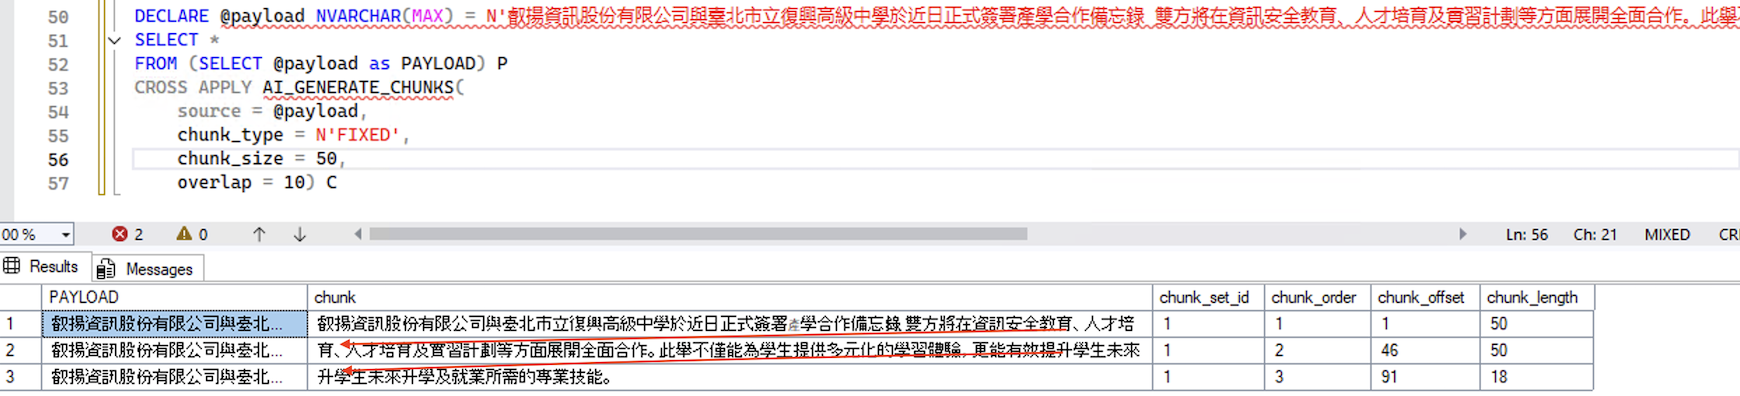 50 DECLARE @payload NVARCHAR(MAX) = N'叡揚資訊股份有限公司與臺北市立復興高級中學於近日正式簽署產學合作備忘錄 雙方將在資訊安全教育、人才培育及實習計劃等方面展開全面合作。此舉
51 SELECT *
52 FROM (SELECT @payload as PAYLOAD) P
53 CROSS APPLY AI_GENERATE_CHUNKS(
54 source = @payload,
55 chunk_type = N'FIXED',
56 chunk_size = 50,
57 overlap = 10) C
00 % 2 0 Ln: 56 Ch: 21 MIXED CR
Results Messages
PAYLOAD chunk chunk_set_id chunk_order chunk_offset chunk_length
1 叡揚資訊股份有限公司與臺北... 叡揚資訊股份有限公司與臺北市立復興高級中學於近日正式簽署產學合作備忘錄 雙方將在資訊安全教育、人才培 1 1 1 50
2 叡揚資訊股份有限公司與臺北... 育、人才培育及實習計劃等方面展開全面合作。此舉不僅能為學生提供多元化的學習體驗，更能有效提升學生未來 1 2 46 50
3 叡揚資訊股份有限公司與臺北... 升學生未來升學及就業所需的專業技能。 1 3 91 18